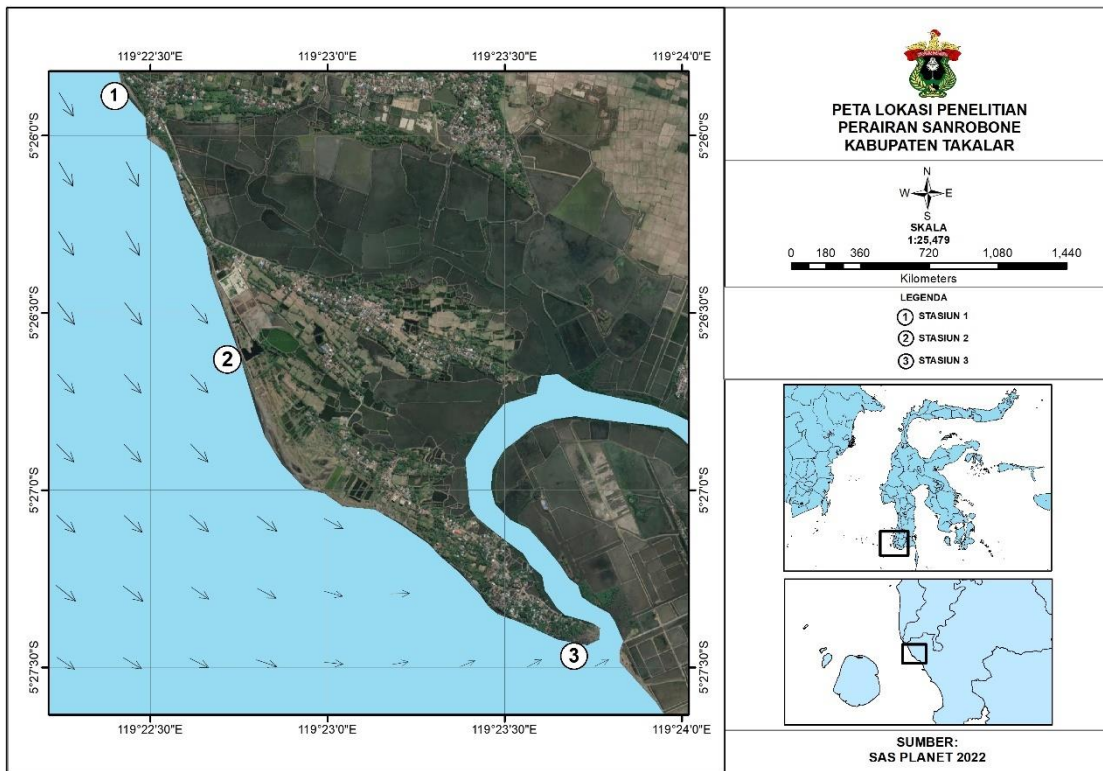 119°22'30"E 119°23'0"E 119°23'30"E 119°24'0"E
5°26'0"S 5°26'0"S
5°26'30"S 5°26'30"S
5°27'0"S 5°27'0"S
5°27'30"S 5°27'30"S
1
2
3
119°22'30"E 119°23'0"E 119°23'30"E 119°24'0"E
PETA LOKASI PENELITIAN
PERAIRAN SANROBONE
KABUPATEN TAKALAR
N
W E
S
SKALA
1:25,479
0 180 360 720 1,080 1,440
Kilometers
LEGENDA
1 STASIUN 1
2 STASIUN 2
3 STASIUN 3
SUMBER:
SAS PLANET 2022